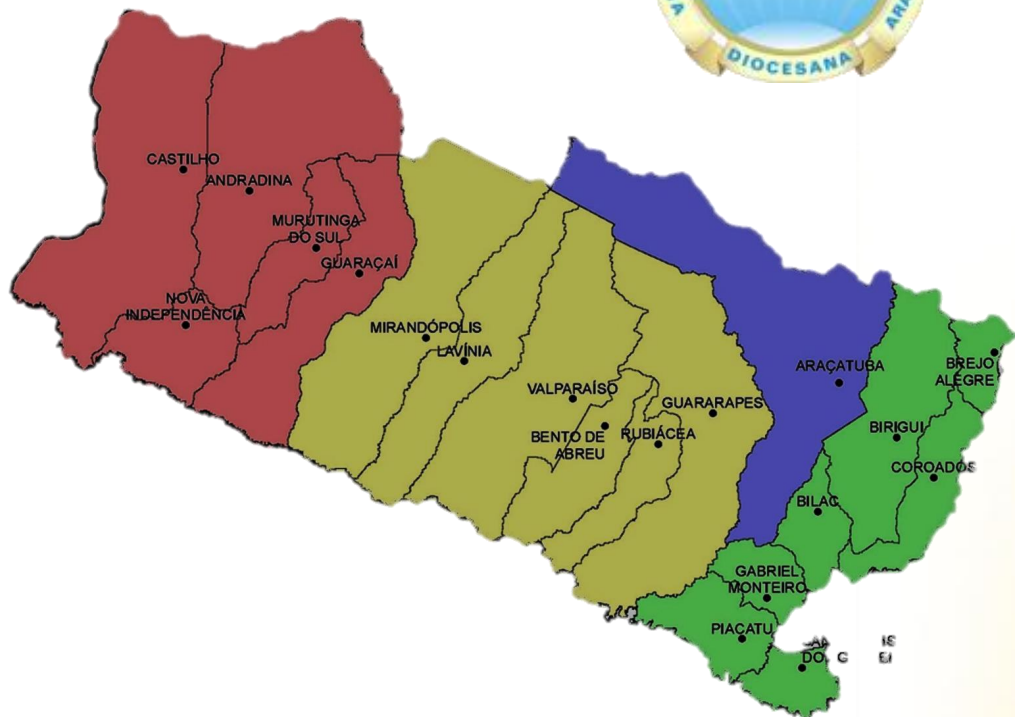 DIOCESANA
CASTILHO
ANDRADINA
MURUTINGA
DO SUL
GUARAÇAÍ
NOVA
INDEPENDÊNCIA
MIRANDÓPOLIS
LAVÍNIA
VALPARAÍSO
BENTO DE
ABREU
RUBIÁCEA
GUARARAPES
ARAÇATUBA
BREJO
ALEGRE
BIRIGUI
COROADOS
BILAC
GABRIEL
MONTEIRO
PIACATU